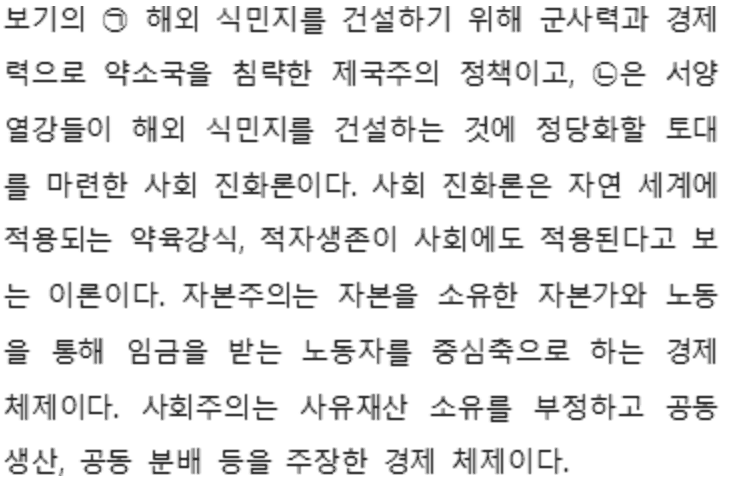 보기의 ㉠ 해외 식민지를 건설하기 위해 군사력과 경제
력으로 약소국을 침략한 제국주의 정책이고, ㉡은 서양
열강들이 해외 식민지를 건설하는 것에 정당화할 토대
를 마련한 사회 진화론이다. 사회 진화론은 자연 세계에
적용되는 약육강식, 적자생존이 사회에도 적용된다고 보
는 이론이다. 자본주의는 자본을 소유한 자본가와 노동
을 통해 임금을 받는 노동자를 중심축으로 하는 경제
체제이다. 사회주의는 사유재산 소유를 부정하고 공동
생산, 공동 분배 등을 주장한 경제 체제이다.